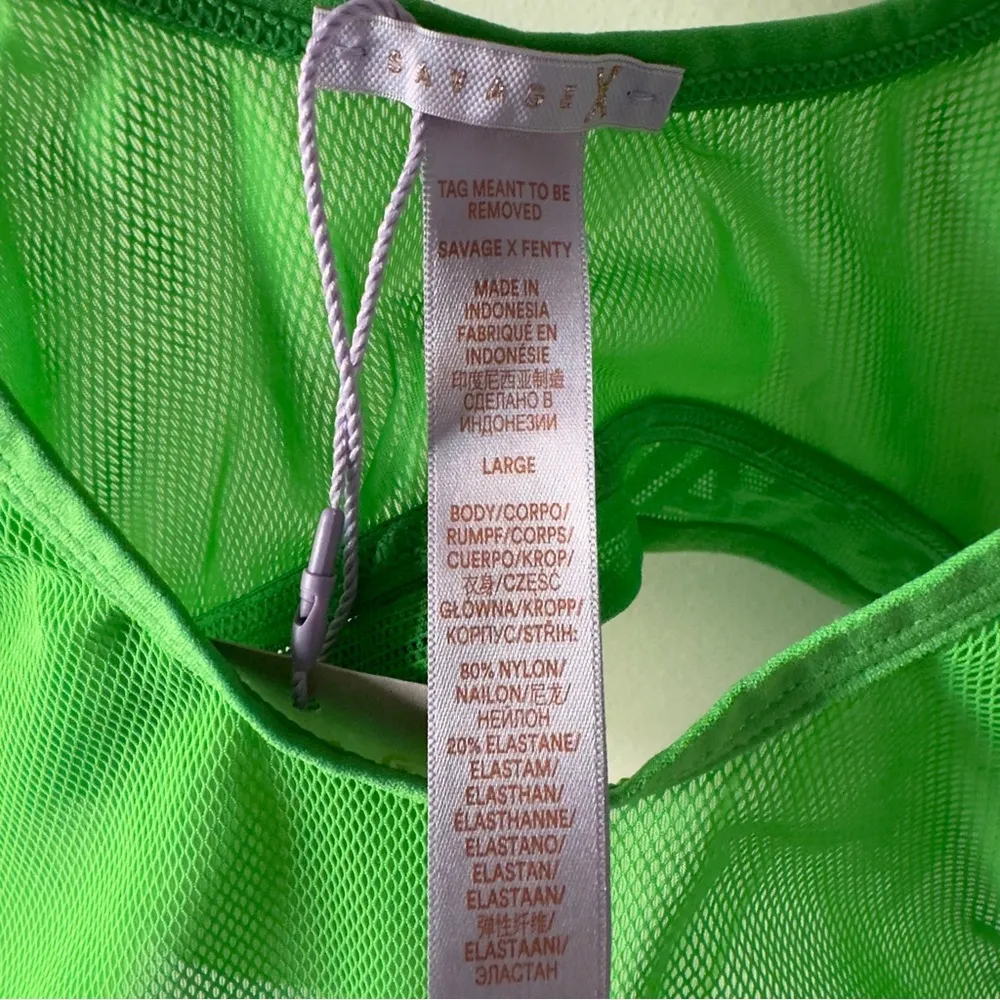 SAVAGE X
TAG MEANT TO BE
REMOVED
SAVAGE X FENTY
MADE IN
INDONESIA
FABRIQUÉ EN
INDONÉSIE
印度尼西亚制造
СДЕЛАНО В
ИНДОНЕЗИИ
LARGE
BODY/CORPO/
RUMPF/CORPS/
CUERPO/KROP/
衣身/CZĘŚC
GŁÓWNA/KROPP/
КОРПУС/STŘIH:
80% NYLON/
NAILON/尼龙/
НЕЙЛОН
20% ELASTANE/
ELASTAM/
ELASTHAN/
ÉLASTHANNE/
ELASTANO/
ELASTAN/
ELASTAAN/
弹性纤维/
ELASTAANI/
ЭЛАСТАН